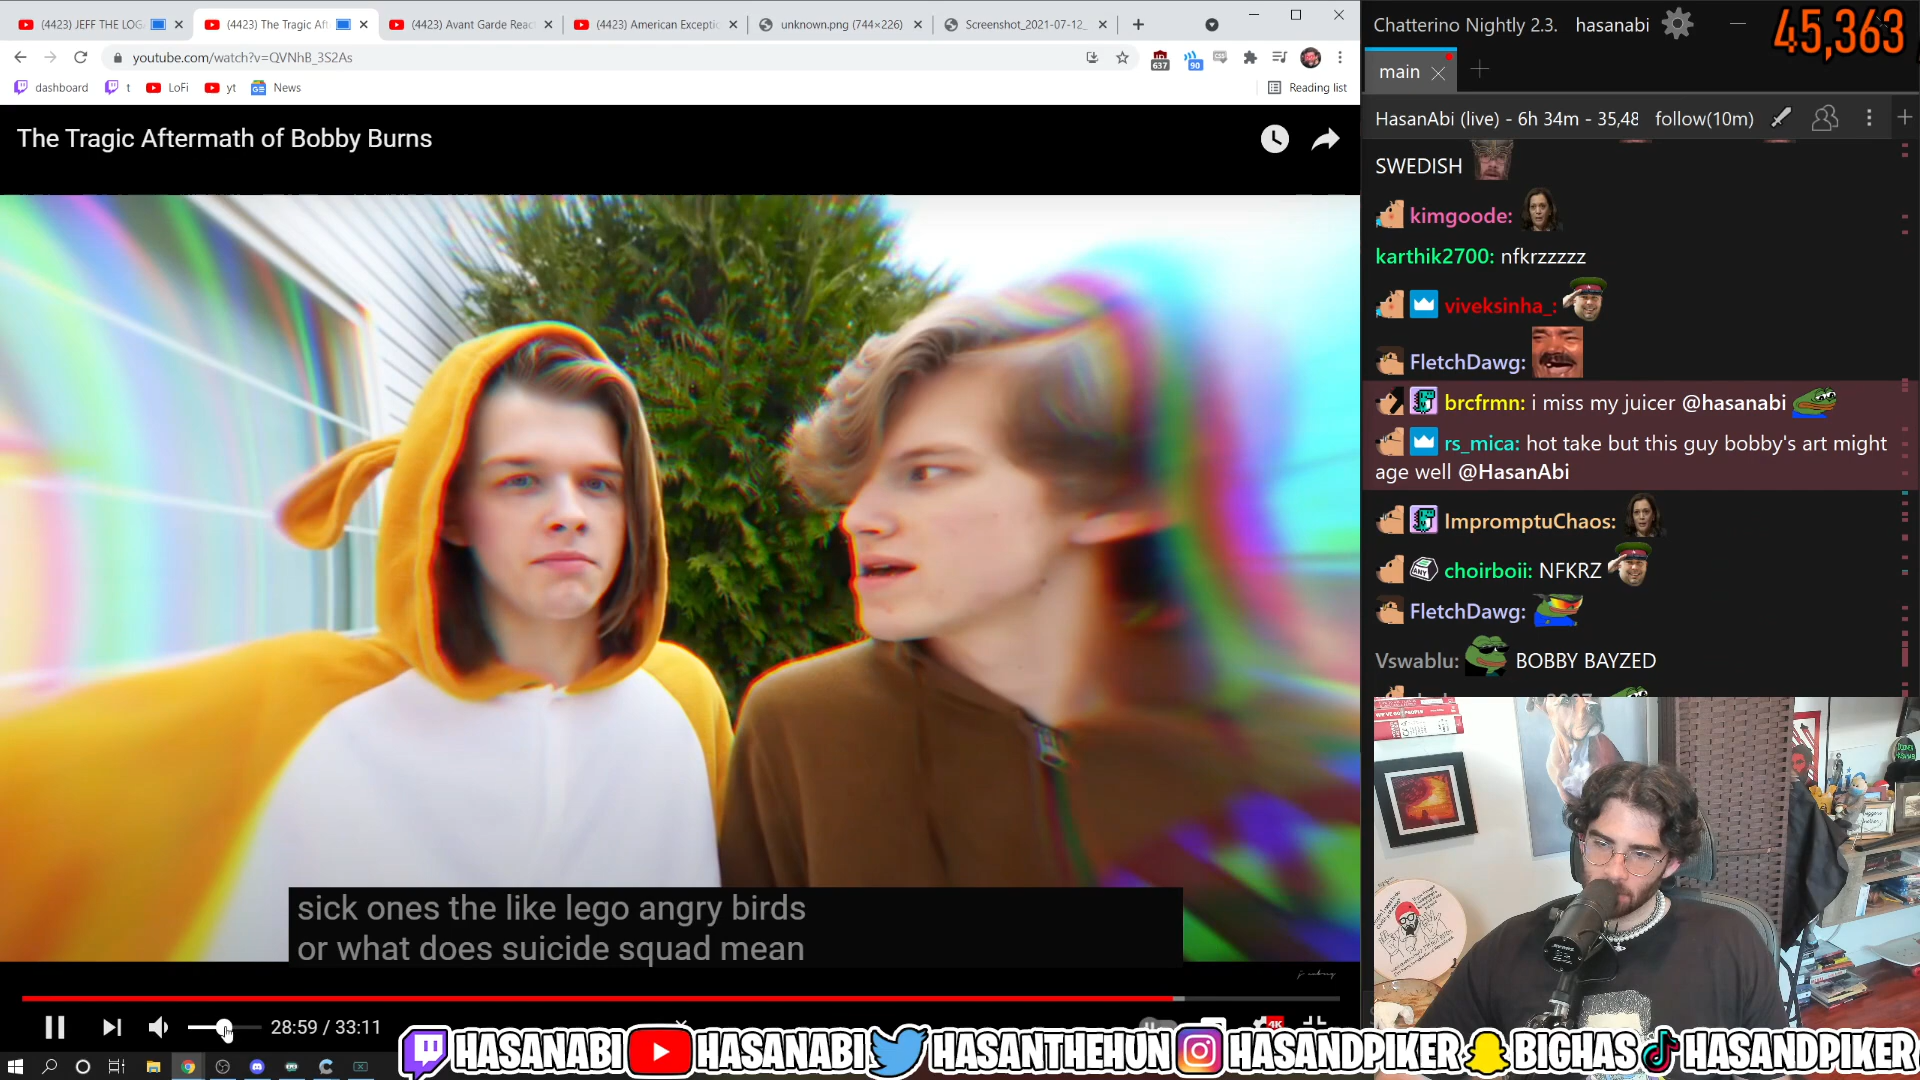 (4423) JEFF THE LOG
(4423) The Tragic Aft
(4423) Avant Garde Reac
(4423) American Excepti
unknown.png (744×226)
Screenshot_2021-07-12_
youtube.com/watch?v=QVNhB_3S2As
637
90
dashboard
t
LoFi
yt
News
Reading list
The Tragic Aftermath of Bobby Burns
sick ones the like lego angry birds
or what does suicide squad mean
28:59 / 33:11
4K
Chatterino Nightly 2.3.
hasanabi
45,363
main
HasanAbi (live) - 6h 34m - 35,48
follow(10m)
SWEDISH
kimgoode:
karthik2700: nfkrzzzzz
viveksinha_:
FletchDawg:
brcfrmn: i miss my juicer @hasanabi
rs_mica: hot take but this guy bobby's art might
age well @HasanAbi
ImpromptuChaos:
choirboii: NFKRZ
FletchDawg:
Vswablu: BOBBY BAYZED
HASANABI HASANABI HASANTHEHUN HASANDPIKER BIGHAS HASANDPIKER